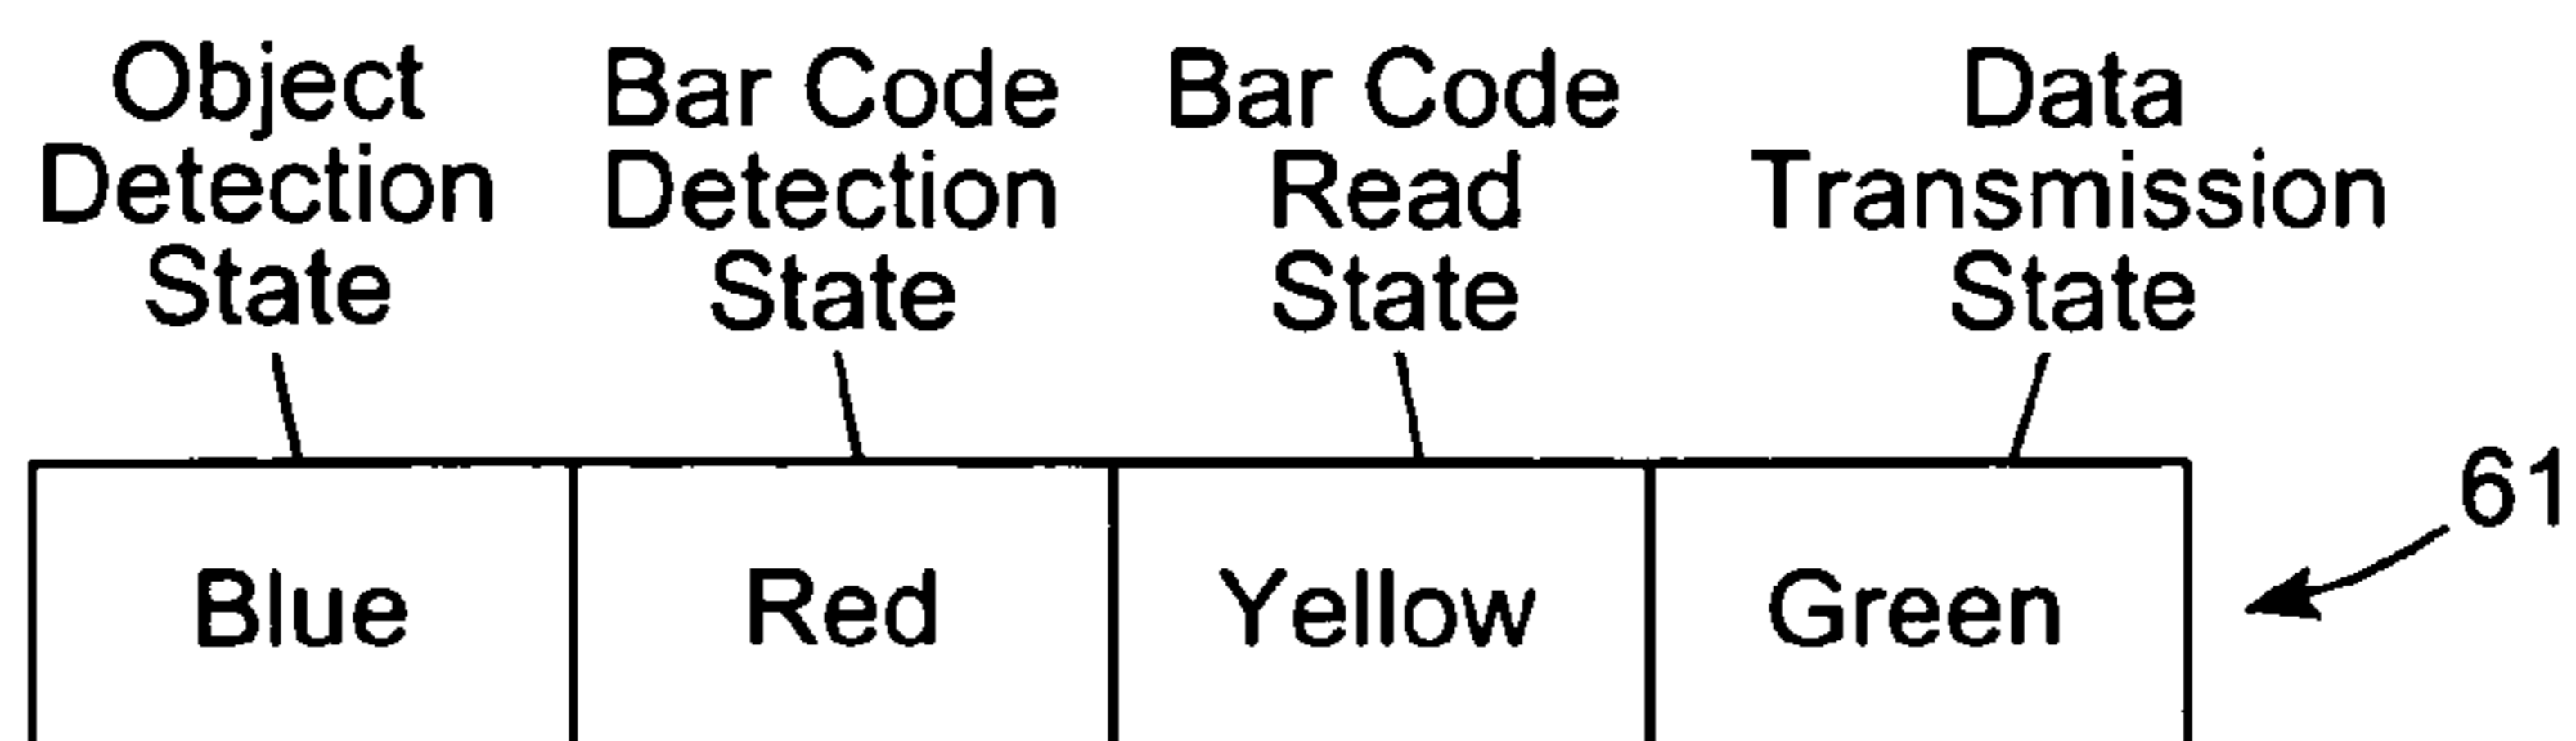 Object
Detection
State
Bar Code
Detection
State
Bar Code
Read
State
Data
Transmission
State
61
Blue
Red
Yellow
Green